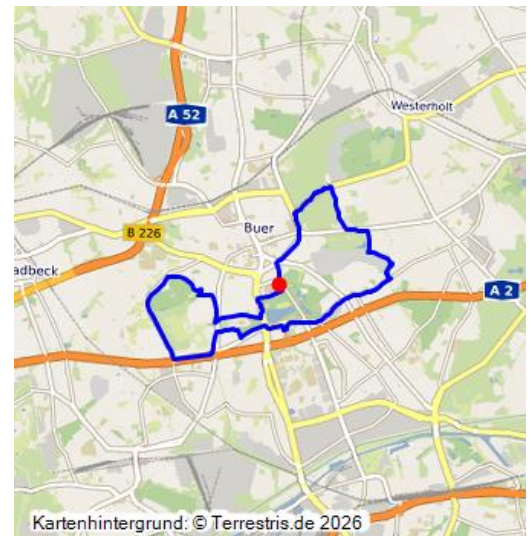 Westerholt
A 52
Buer
B 226
adbeck
A 2
Kartenhintergrund: © Terrestris.de 2026